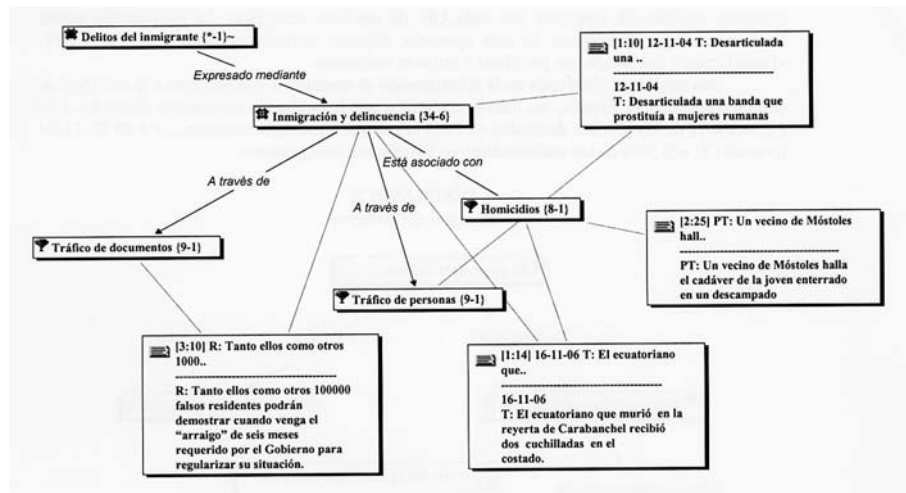 Delitos del inmigrante {*-1}~
[1:10] 12-11-04 T: Desarticulada
una ..
12-11-04
T: Desarticulada una banda que
prostituía a mujeres rumanas
Expresado mediante
Inmigración y delincuencia {34-6}
Está asociado con
A través de
A través de
Homicidios {8-1}
Tráfico de documentos {9-1}
[2:25] PT: Un vecino de Móstoles
hall..
PT: Un vecino de Móstoles halla
el cadáver de la joven enterrado
en un descampado
Tráfico de personas {9-1}
[3:10] R: Tanto ellos como otros
1000..
R: Tanto ellos como otros 100000
falsos residentes podrán
demostrar cuando venga el
“arraigo” de seis meses
requerido por el Gobierno para
regularizar su situación.
[1:14] 16-11-06 T: El ecuatoriano
que..
16-11-06
T: El ecuatoriano que murió en la
reyerta de Carabanchel recibió
dos cuchilladas en el
costado.